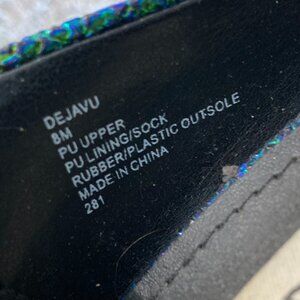 DEJAVU
8M
PU UPPER
PU LINING/SOCK
RUBBER/PLASTIC OUTSOLE
MADE IN CHINA
281